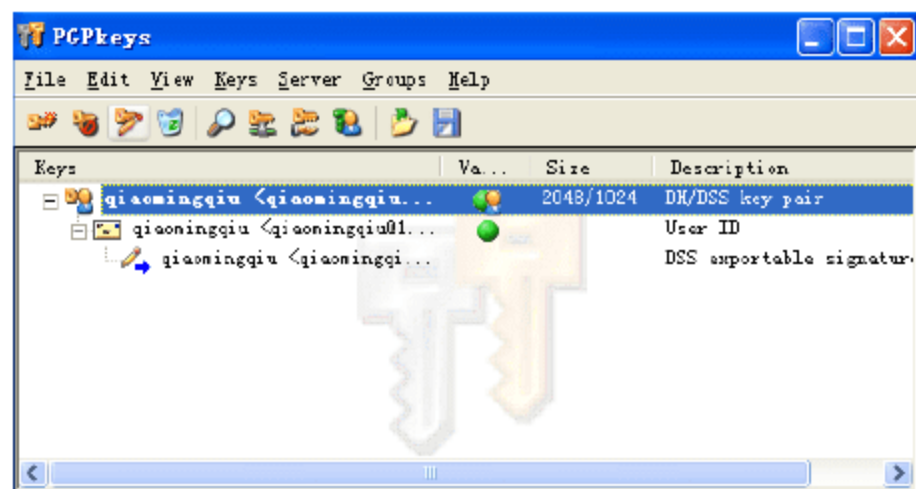 PGPkeys
File Edit View Keys Server Groups Help
Keys Va... Size Description
qiaomingqiu <qiaomingqiu... 2048/1024 DH/DSS key pair
qiaomingqiu <qiaomingqiu@1... User ID
qiaomingqiu <qiaomingqi... DSS exportable signatur